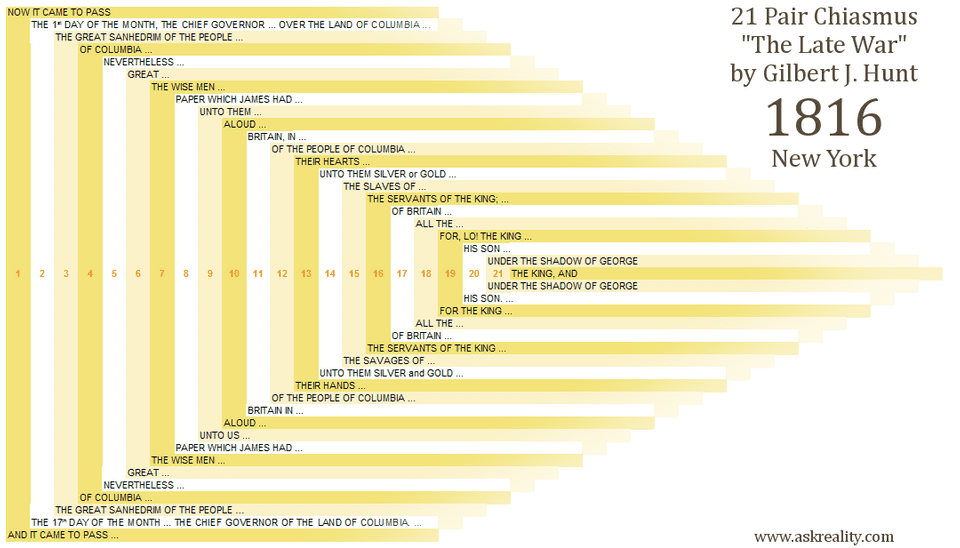 NOW IT CAME TO PASS
THE 1st DAY OF THE MONTH, THE CHIEF GOVERNOR ... OVER THE LAND OF COLUMBIA ...
THE GREAT SANHEDRIM OF THE PEOPLE ...
OF COLUMBIA ...
NEVERTHELESS ...
GREAT ...
THE WISE MEN ...
PAPER WHICH JAMES HAD ...
UNTO THEM ...
ALOUD ...
BRITAIN, IN ...
OF THE PEOPLE OF COLUMBIA ...
THEIR HEARTS ...
UNTO THEM SILVER or GOLD ...
THE SLAVES OF ...
THE SERVANTS OF THE KING; ...
OF BRITAIN ...
ALL THE ...
FOR, LO! THE KING ...
HIS SON ...
UNDER THE SHADOW OF GEORGE
1 2 3 4 5 6 7 8 9 10 11 12 13 14 15 16 17 18 19 20 21 THE KING, AND
UNDER THE SHADOW OF GEORGE
HIS SON. ...
FOR THE KING ...
ALL THE ...
OF BRITAIN ...
THE SERVANTS OF THE KING ...
THE SAVAGES OF ...
UNTO THEM SILVER and GOLD ...
THEIR HANDS ...
OF THE PEOPLE OF COLUMBIA ...
BRITAIN IN ...
ALOUD ...
UNTO US ...
PAPER WHICH JAMES HAD ...
THE WISE MEN ...
GREAT ...
NEVERTHELESS ...
OF COLUMBIA ...
THE GREAT SANHEDRIM OF THE PEOPLE ...
THE 17th DAY OF THE MONTH ... THE CHIEF GOVERNOR OF THE LAND OF COLUMBIA. ...
AND IT CAME TO PASS ...
21 Pair Chiasmus
"The Late War"
by Gilbert J. Hunt
1816
New York
www.askreality.com